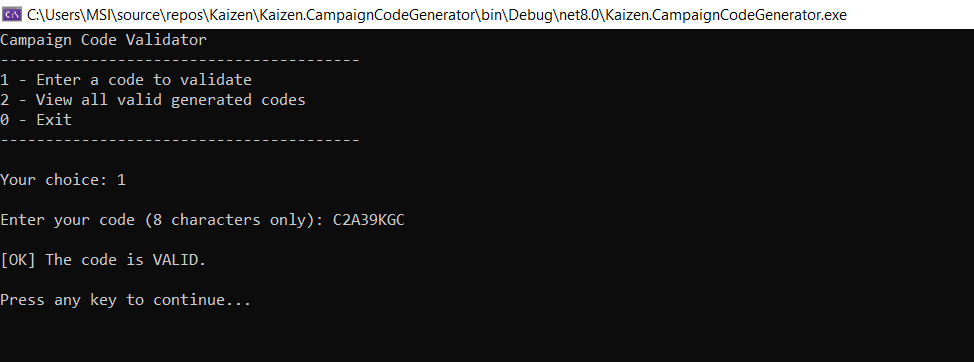 C:\Users\MSI\source\repos\Kaizen\Kaizen.CampaignCodeGenerator\bin\Debug\net8.0\Kaizen.CampaignCodeGenerator.exe
Campaign Code Validator
----------------------------------------
1 - Enter a code to validate
2 - View all valid generated codes
0 - Exit
----------------------------------------
Your choice: 1
Enter your code (8 characters only): C2A39KGC
[OK] The code is VALID.
Press any key to continue...